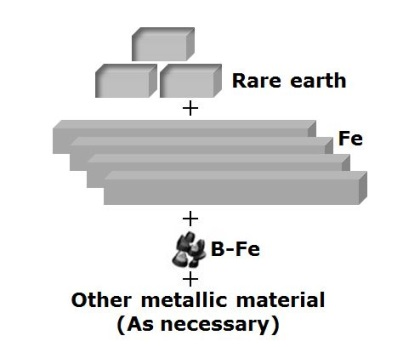 Rare earth
+
Fe
+
B-Fe
+
Other metallic material
(As necessary)